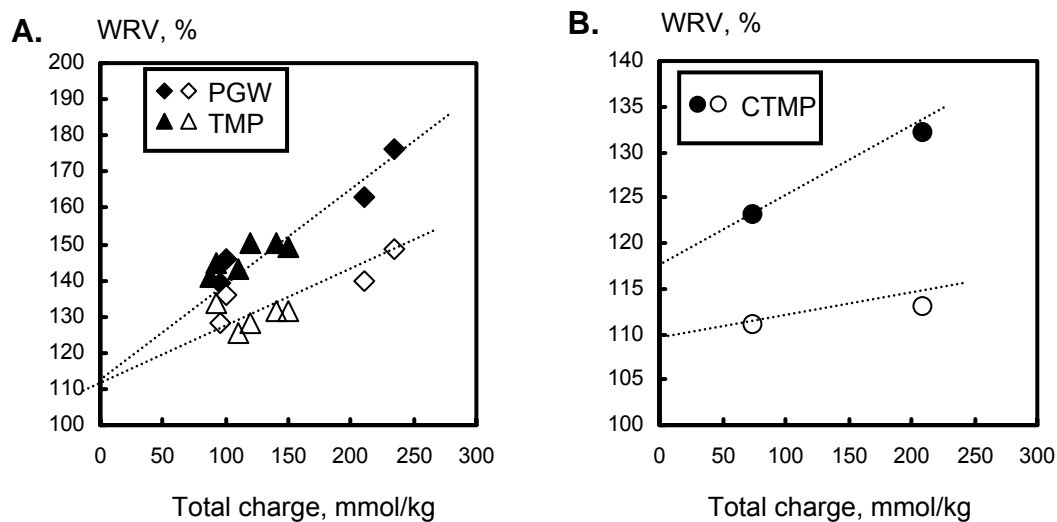 A.
WRV, %
200
190
180
170
160
150
140
130
120
110
100
0 50 100 150 200 250 300
Total charge, mmol/kg
PGW
TMP
B.
WRV, %
140
135
130
125
120
115
110
105
100
0 50 100 150 200 250 300
Total charge, mmol/kg
CTMP